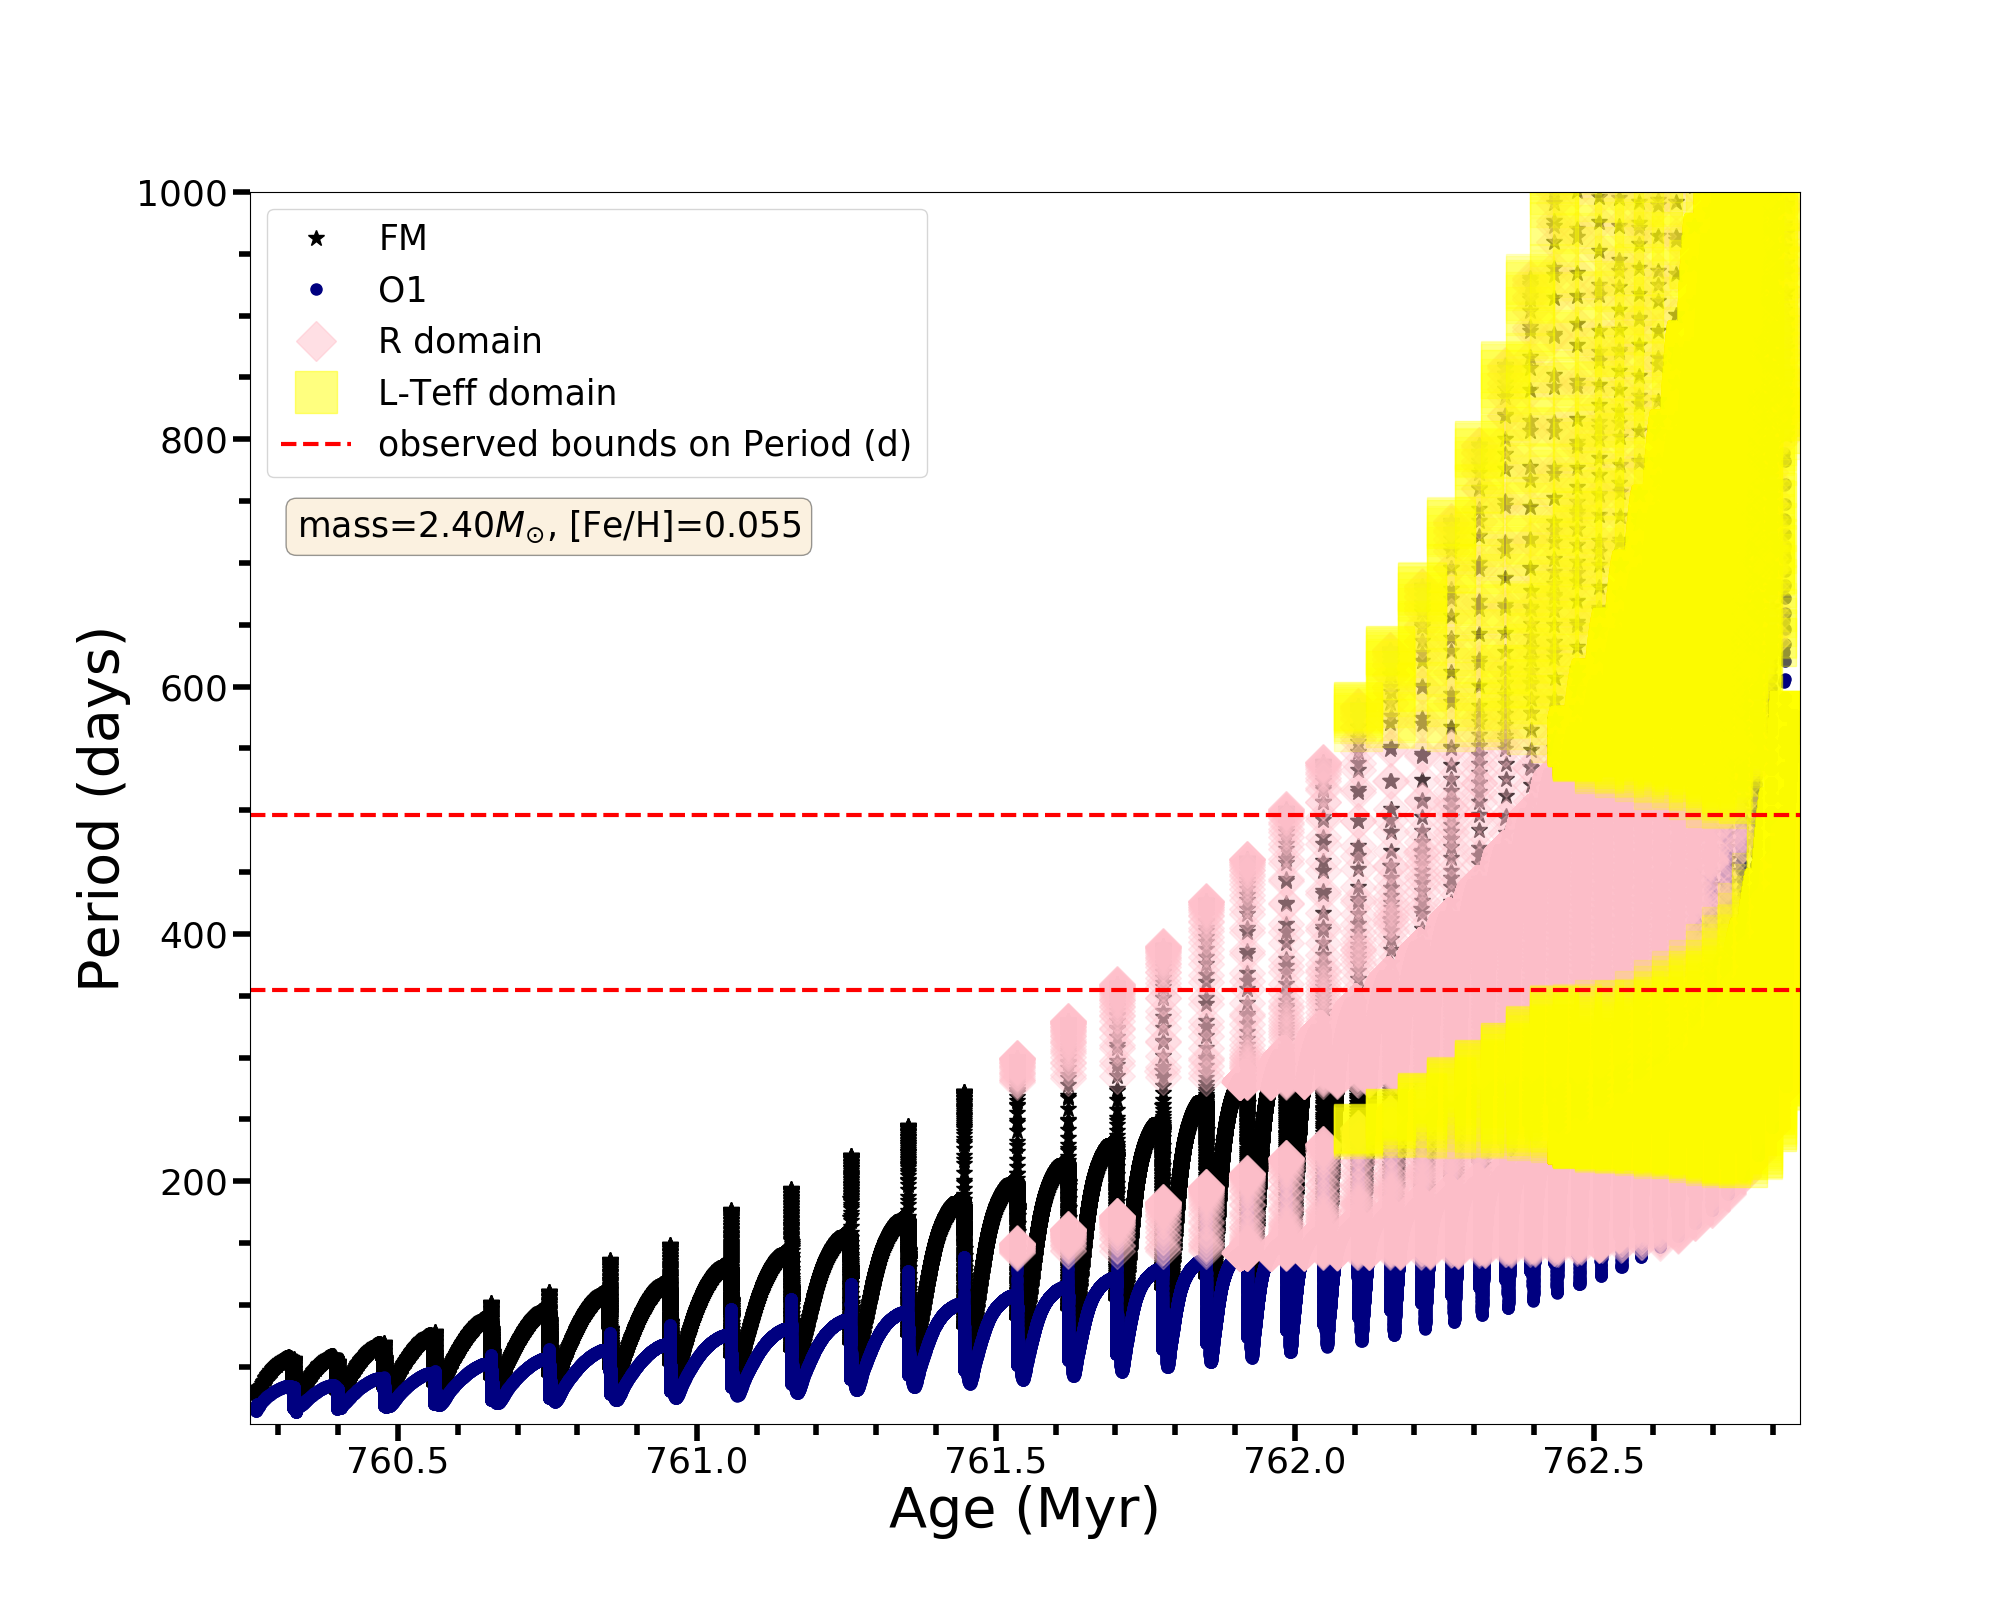 1000
800
600
400
200
Period (days)
FM
O1
R domain
L-Teff domain
observed bounds on Period (d)
mass=2.40M☉, [Fe/H]=0.055
760.5 761.0 761.5 762.0 762.5
Age (Myr)